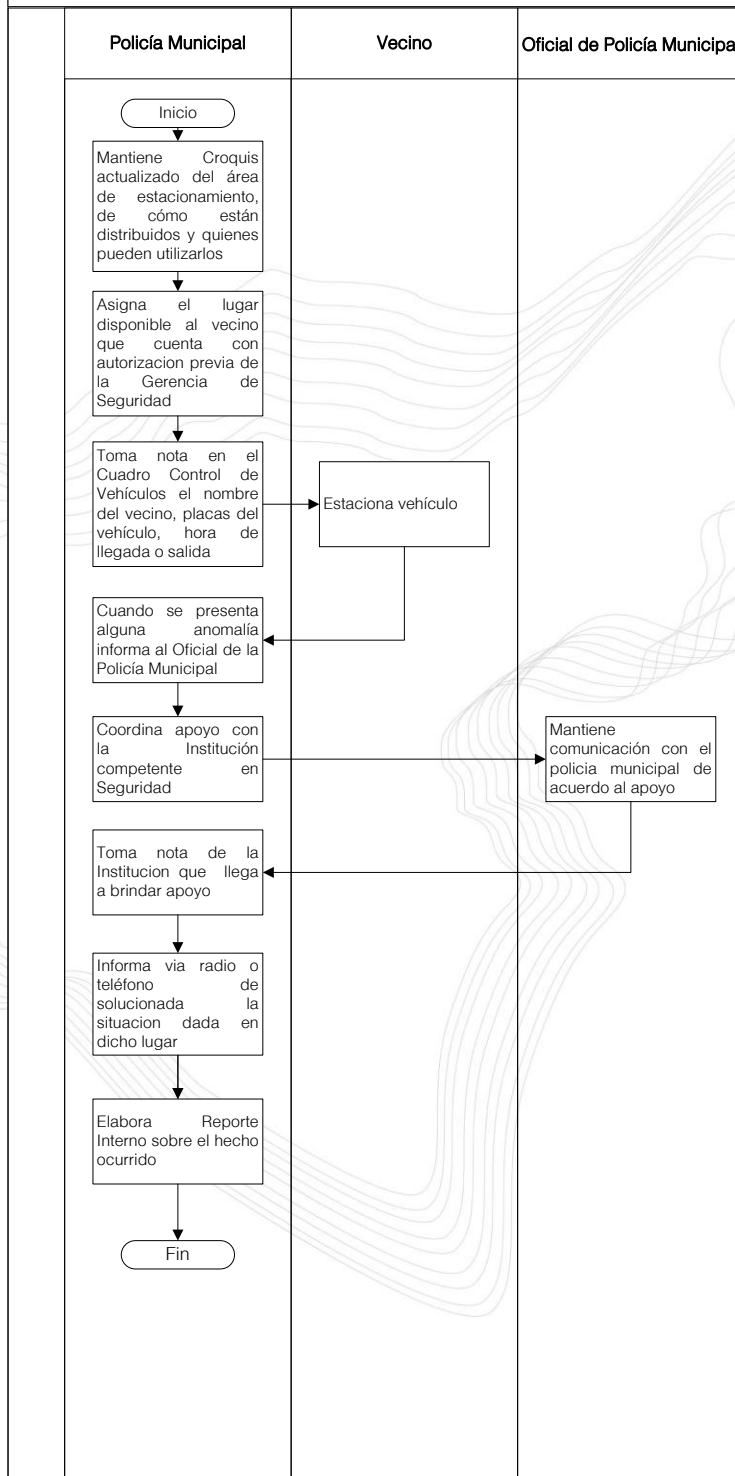 Policía Municipal
Vecino
Oficial de Policía Municipa
Inicio
Mantiene Croquis
actualizado del área
de estacionamiento,
de cómo están
distribuidos y quienes
pueden utilizarlos
Asigna el lugar
disponible al vecino
que cuenta con
autorizacion previa de
la Gerencia de
Seguridad
Toma nota en el
Cuadro Control de
Vehículos el nombre
del vecino, placas del
vehículo, hora de
llegada o salida
Estaciona vehículo
Cuando se presenta
alguna anomalía
informa al Oficial de la
Policía Municipal
Coordina apoyo con
la Institución
competente en
Seguridad
Mantiene
comunicación con el
policia municipal de
acuerdo al apoyo
Toma nota de la
Institucion que llega
a brindar apoyo
Informa via radio o
teléfono de
solucionada la
situacion dada en
dicho lugar
Elabora Reporte
Interno sobre el hecho
ocurrido
Fin